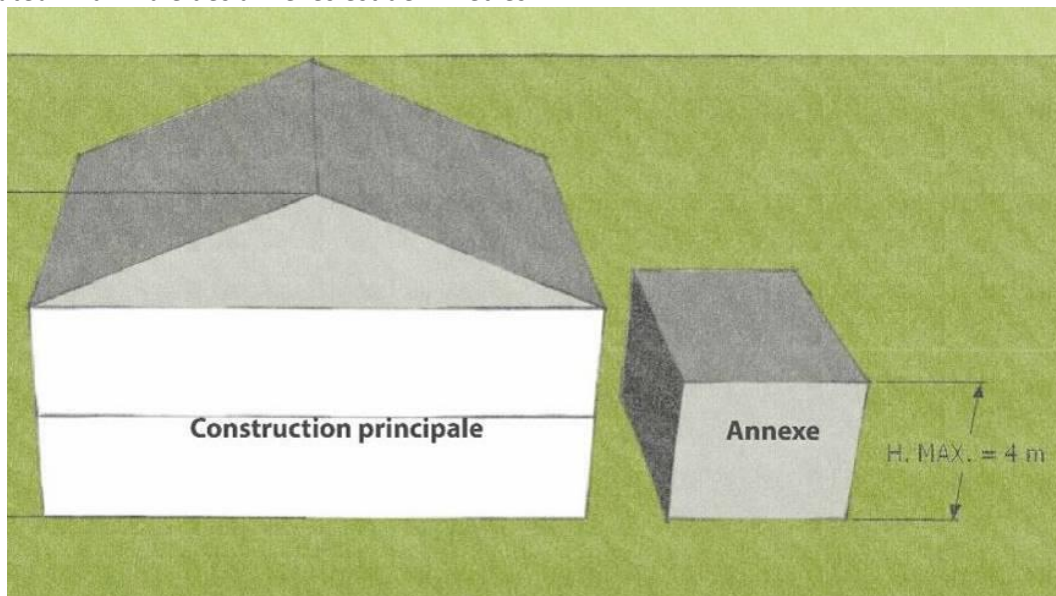 Construction principale
Annexe
H. MAX. = 4 m